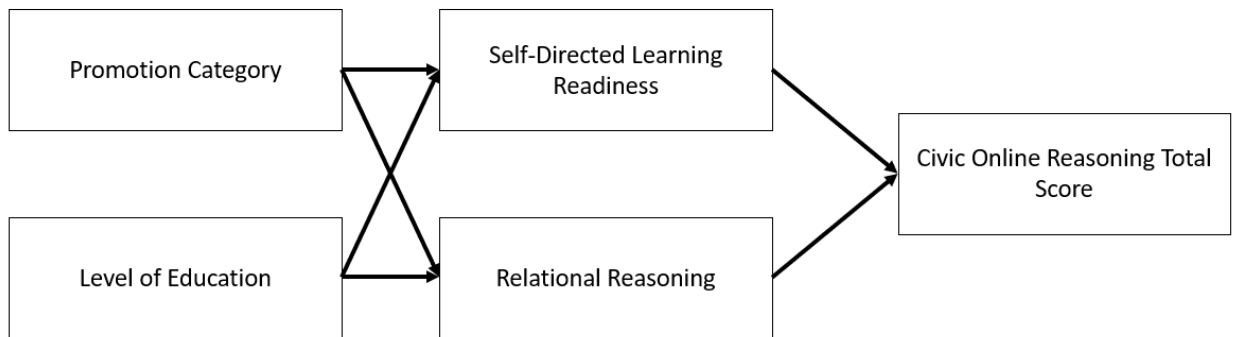 Promotion Category
Self-Directed Learning
Readiness
Civic Online Reasoning Total
Score
Level of Education
Relational Reasoning